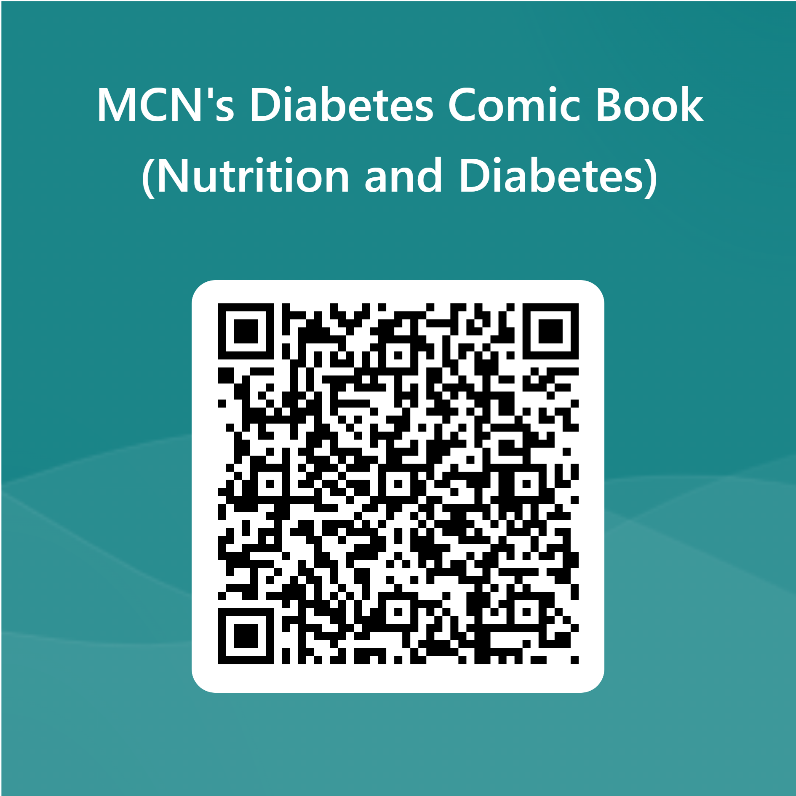 MCN's Diabetes Comic Book
(Nutrition and Diabetes)